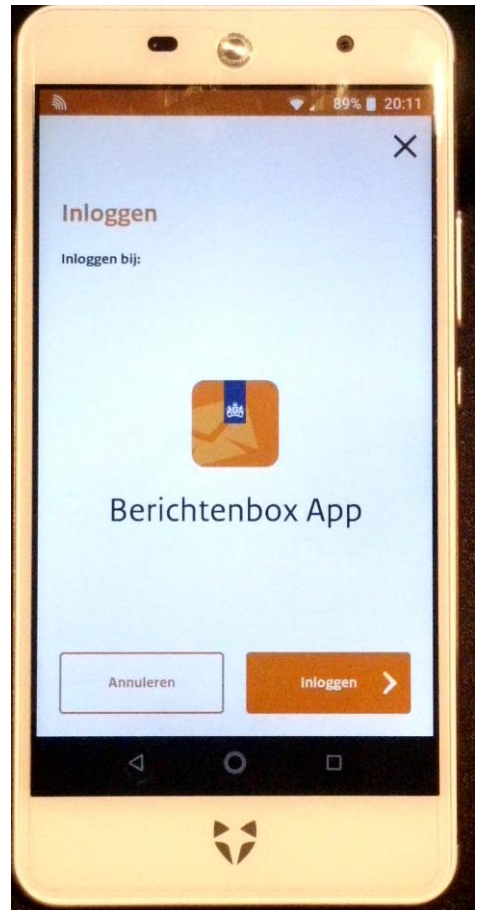 89% 20:11
Inloggen
Inloggen bij:
Berichtenbox App
Annuleren
Inloggen